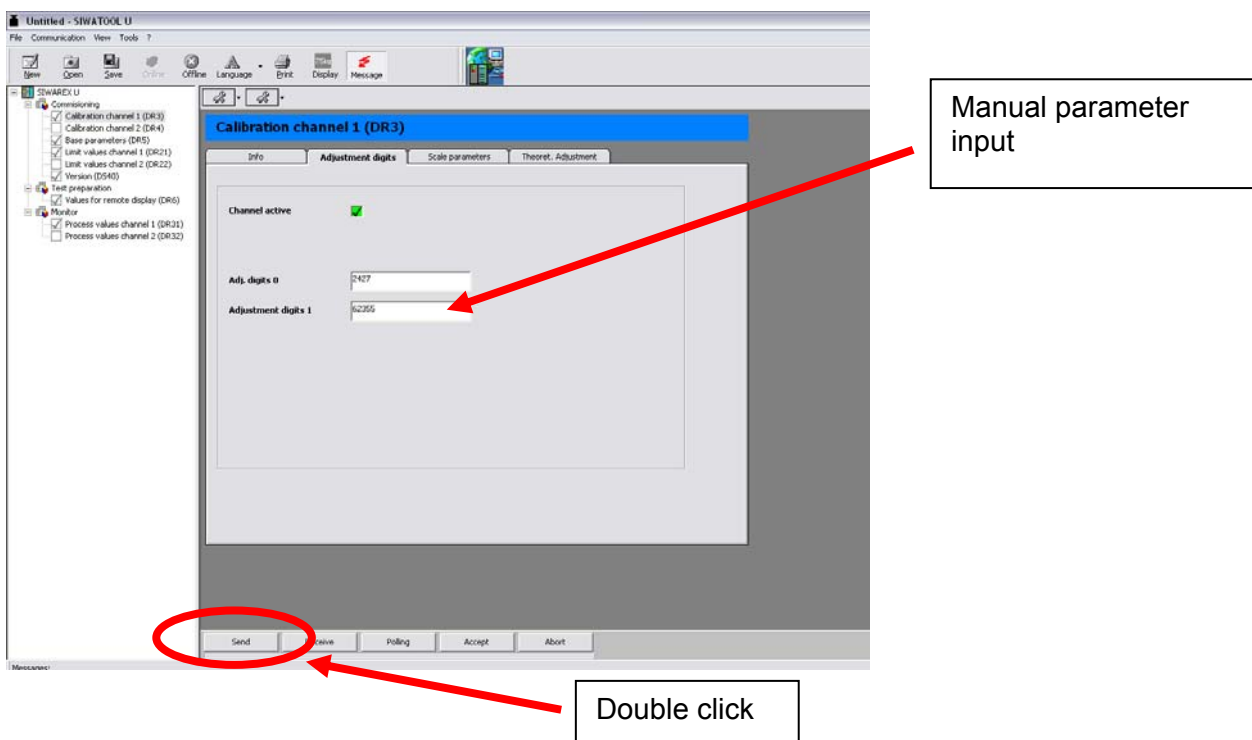 Untitled - SIWATOOL U
File Communication View Tools ?
New Open Save Online Offline Language Print Display Message
SIWAREX U
Commisioning
Calibration channel 1 (DR3)
Calibration channel 2 (DR4)
Base parameters (DR5)
Limit values channel 1 (DR21)
Limit values channel 2 (DR22)
Version (DS40)
Test preparation
Values for remote display (DR6)
Monitor
Process values channel 1 (DR31)
Process values channel 2 (DR32)
Calibration channel 1 (DR3)
Info Adjustment digits Scale parameters Theoret. Adjustment
Channel active
Adj. digits 0 2427
Adjustment digits 1 62355
Manual parameter
input
Send Receive Polling Accept Abort
Messages:
Double click